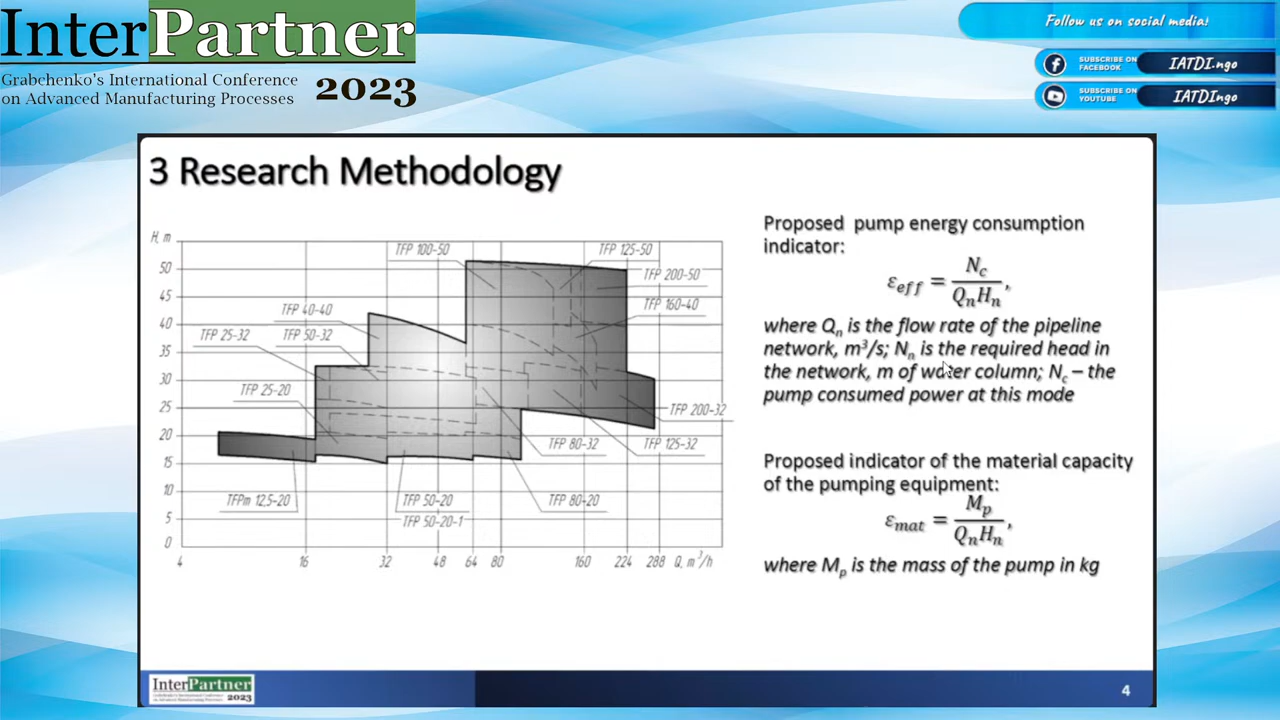 InterPartner
Grabchenko's International Conference
on Advanced Manufacturing Processes
2023
Follow us on social media!
SUBSCRIBE ON FACEBOOK
IATDI.ngo
SUBSCRIBE ON YOUTUBE
IATDIngo
3 Research Methodology
H, m
50
45
40
35
30
25
20
15
10
5
0
4
16
32
48
64
80
160
224
288
Q, m³/h
TFP 100-50
TFP 125-50
TFP 200-50
TFP 160-40
TFP 40-40
TFP 25-32
TFP 50-32
TFP 25-20
TFP 200-32
TFP 80-32
TFP 125-32
TFPm 12,5-20
TFP 50-20
TFP 50-20-1
TFP 80-20
Proposed pump energy consumption
indicator:
ε_eff = N_c / Q_nH_n,
where Q_n is the flow rate of the pipeline
network, m³/s; N_n is the required head in
the network, m of water column; N_c – the
pump consumed power at this mode
Proposed indicator of the material capacity
of the pumping equipment:
ε_mat = M_p / Q_nH_n,
where M_p is the mass of the pump in kg
InterPartner
2023
4